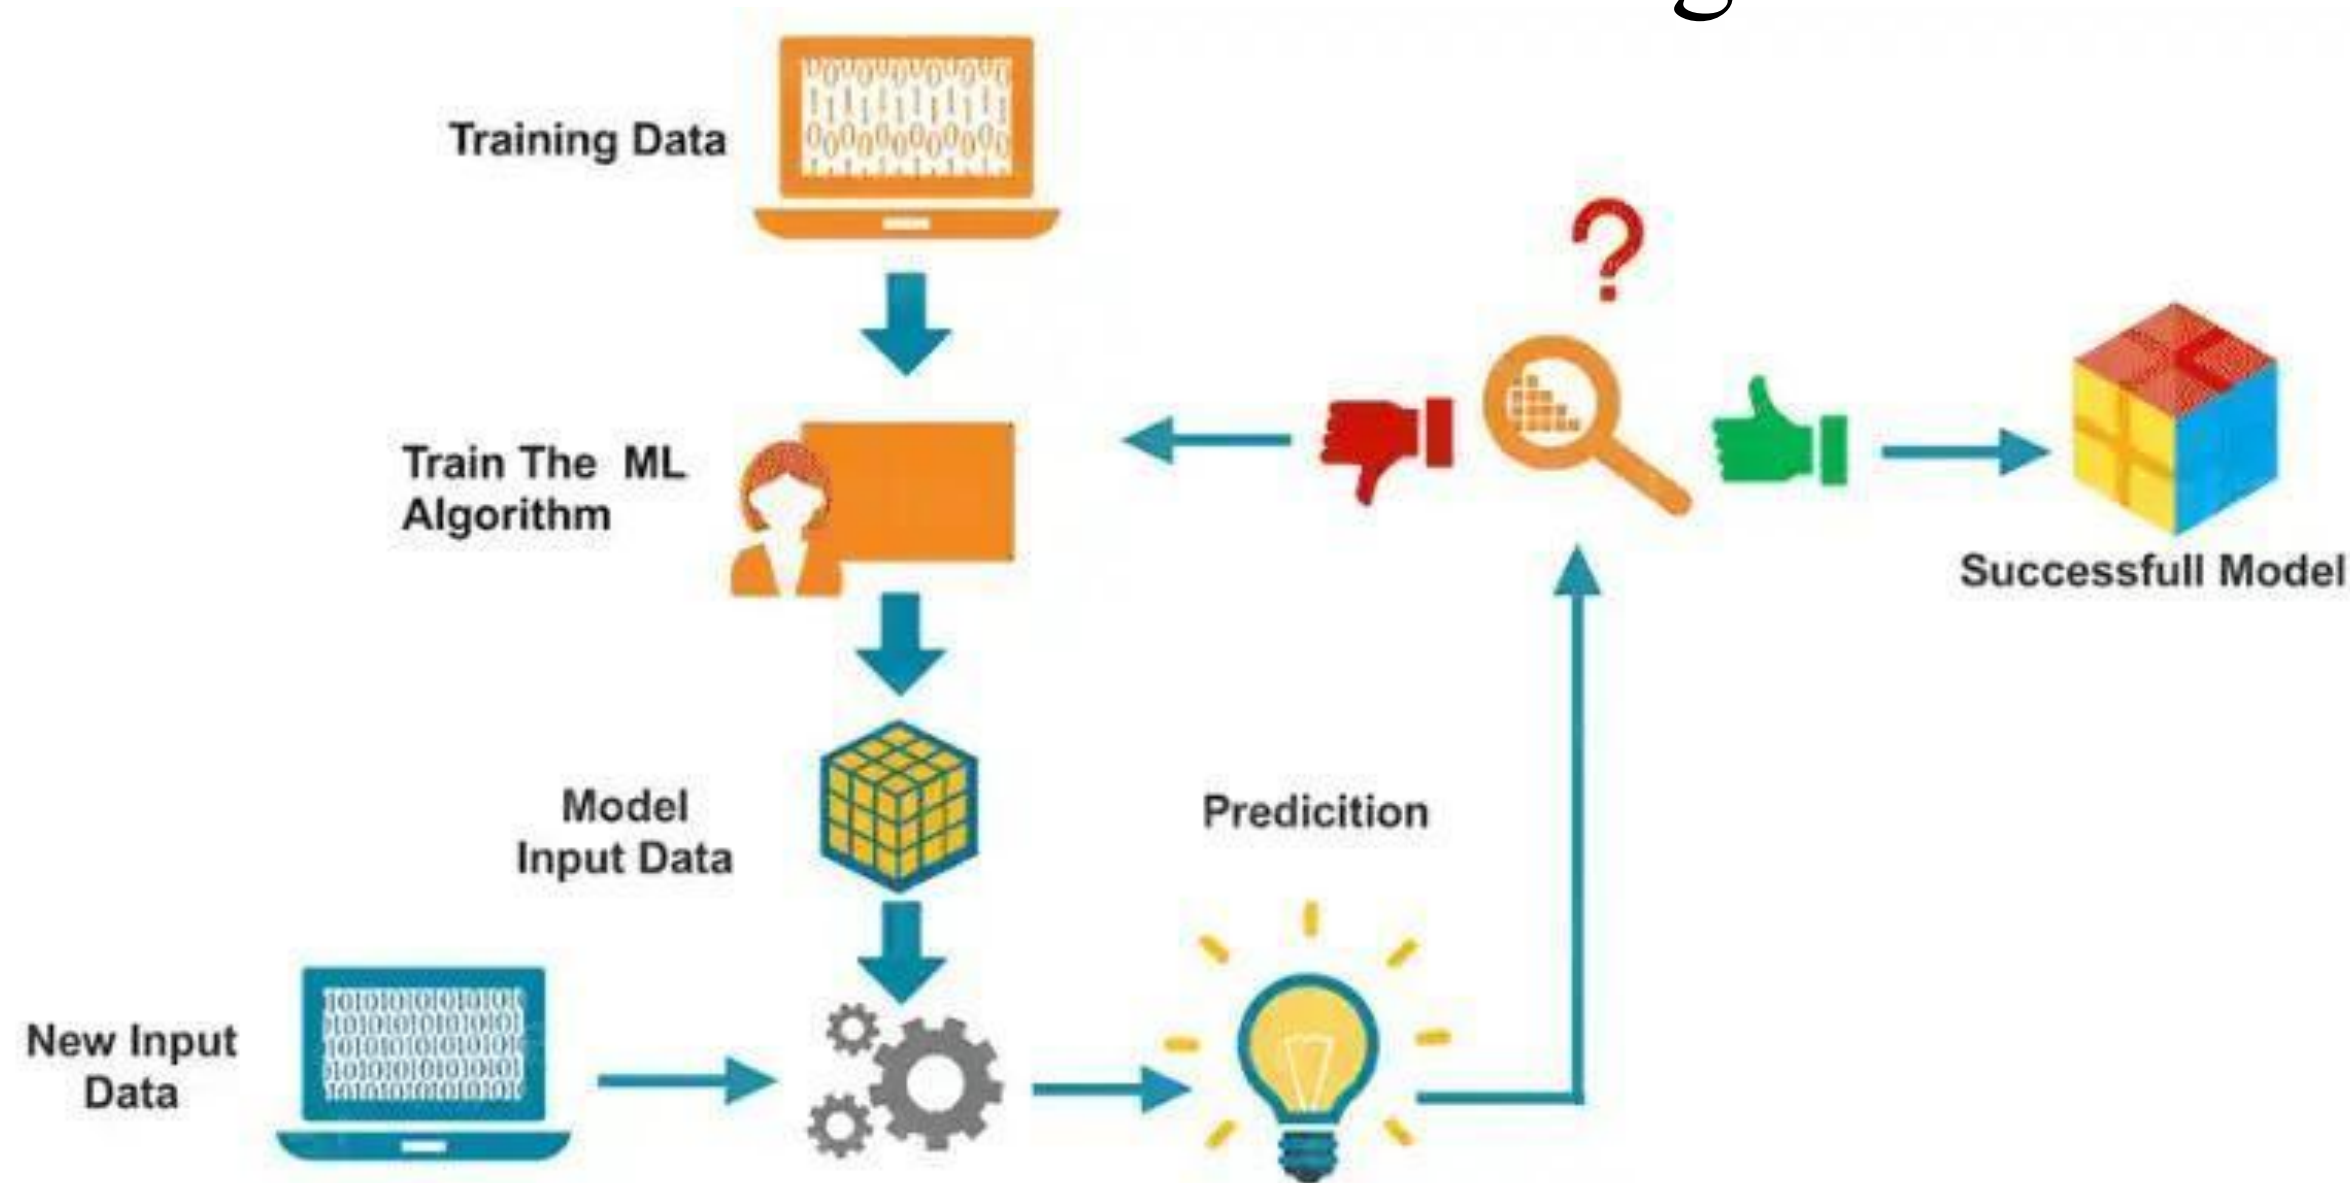 Training Data
?
Train The ML
Algorithm
Successfull Model
Model
Input Data
Predicition
New Input
Data